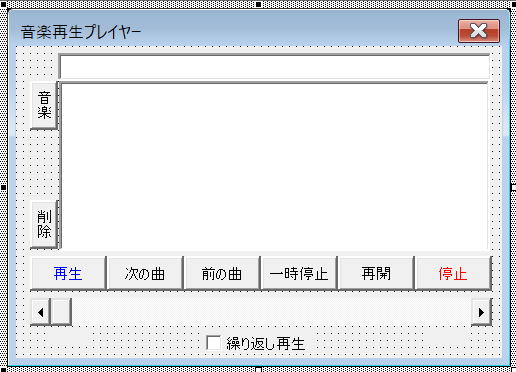 音楽再生プレイヤー
音楽
削除
再生 次の曲 前の曲 一時停止 再開 停止
繰り返し再生